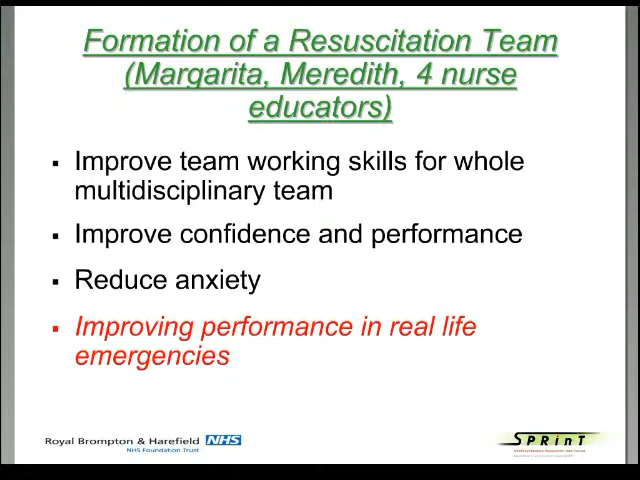 Formation of a Resuscitation Team
(Margarita, Meredith, 4 nurse
educators)
▪ Improve team working skills for whole
multidisciplinary team
▪ Improve confidence and performance
▪ Reduce anxiety
▪ Improving performance in real life
emergencies
Royal Brompton & Harefield NHS
NHS Foundation Trust
SPRinT